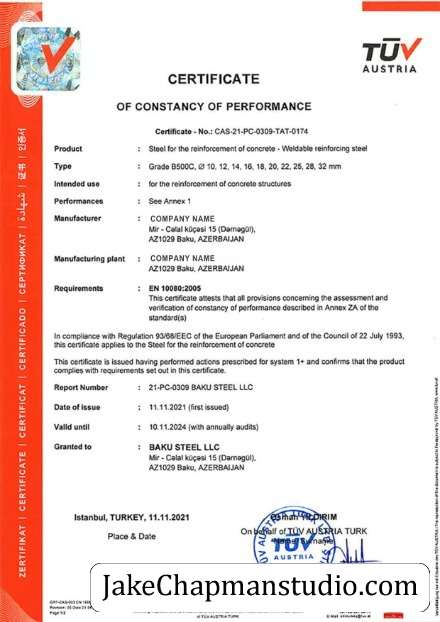 TÜV
AUSTRIA
CERTIFICATE
OF CONSTANCY OF PERFORMANCE
Certificate - No.: CAS-21-PC-0309-TAT-0174
Product : Steel for the reinforcement of concrete - Weldable reinforcing steel
Type : Grade B500C, Ø 10, 12, 14, 16, 18, 20, 22, 25, 28, 32 mm
Intended use : for the reinforcement of concrete structures
Performances : See Annex 1
Manufacturer : COMPANY NAME
Mir - Calal küçəsi 15 (Dərnəgül),
AZ1029 Baku, AZERBAIJAN
Manufacturing plant : COMPANY NAME
AZ1029 Baku, AZERBAIJAN
Requirements : EN 10080:2005
This certificate attests that all provisions concerning the assessment and
verification of constancy of performance described in Annex ZA of the
standard(s)
In compliance with Regulation 93/68/EEC of the European Parliament and of the Council of 22 July 1993,
this certificate applies to the Steel for the reinforcement of concrete
This certificate is issued having performed actions prescribed for system 1+ and confirms that the product
complies with requirements set out in this certificate.
Report Number : 21-PC-0309 BAKU STEEL LLC
Date of issue : 11.11.2021 (first issued)
Valid until : 10.11.2024 (with annually audits)
Granted to : BAKU STEEL LLC
Mir - Calal küçəsi 15 (Dərnəgül),
AZ1029 Baku, AZERBAIJAN
Istanbul, TURKEY, 11.11.2021
Place & Date
Osman YILDIRIM
On behalf of TÜV AUSTRIA TURK
Name Surname
TÜV
AUSTRIA
ZERTIFIKAT | CERTIFICATE | CERTIFICAT | CERTIFICADO | СЕРТИФИКАТ | شهادة | 证书 | 인증서
JakeChapmanstudio.com